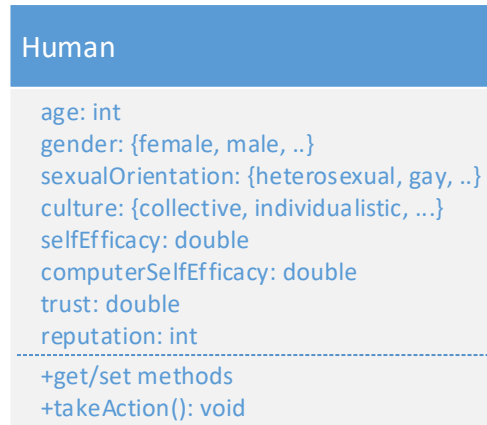 Human
age: int
gender: {female, male, ..}
sexualOrientation: {heterosexual, gay, ..}
culture: {collective, individualistic, ...}
selfEfficacy: double
computerSelfEfficacy: double
trust: double
reputation: int
+get/set methods
+takeAction(): void